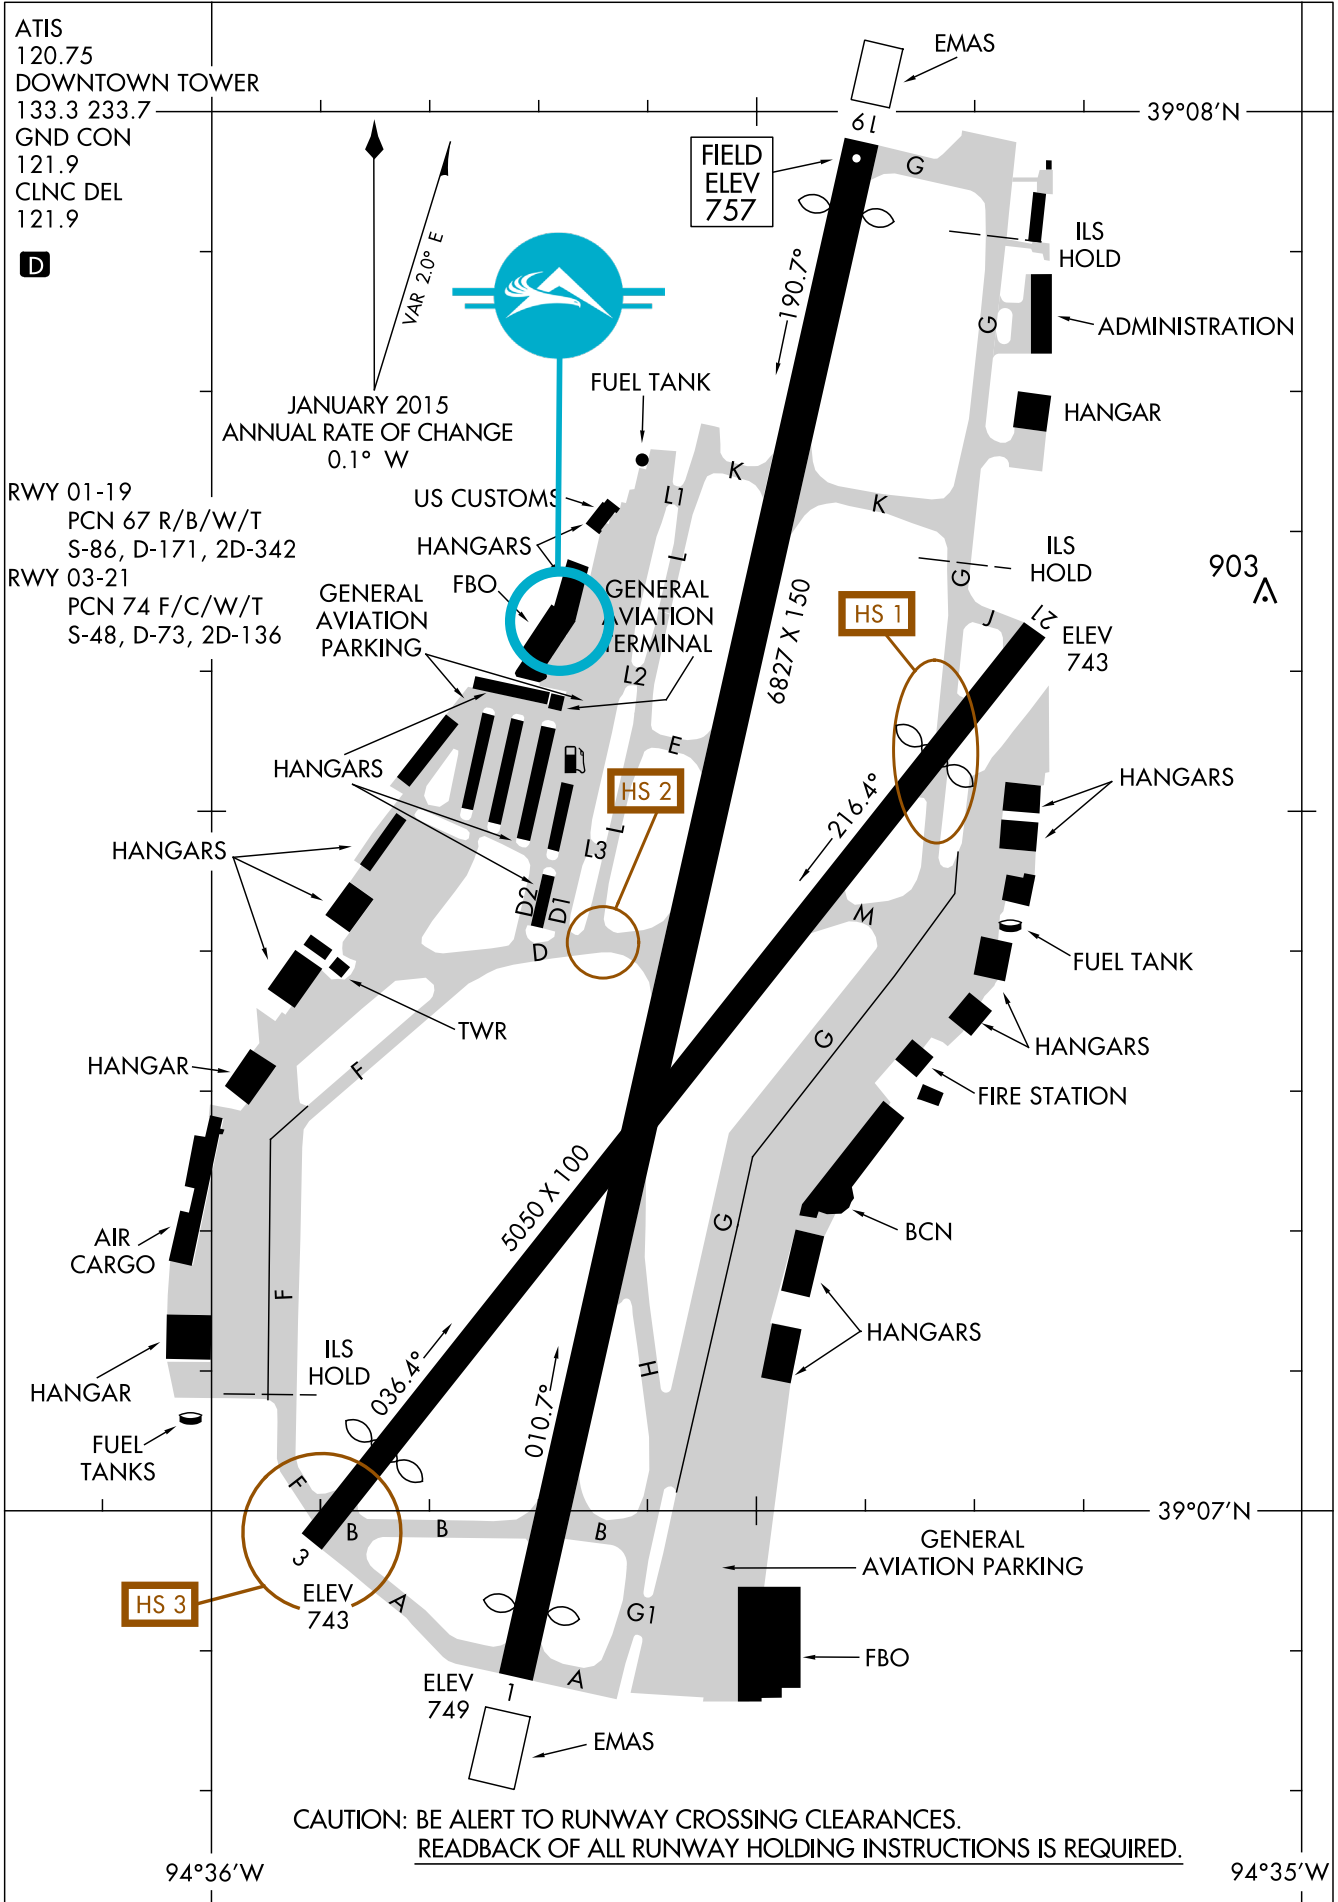 ATIS
120.75
DOWNTOWN TOWER
133.3 233.7
GND CON
121.9
CLNC DEL
121.9
D
EMAS
39°08'N
19
FIELD
ELEV
757
G
ILS
HOLD
VAR 2.0° E
190.7°
G
ADMINISTRATION
FUEL TANK
JANUARY 2015
ANNUAL RATE OF CHANGE
0.1° W
HANGAR
K
K
L1
US CUSTOMS
HANGARS
L
RWY 01-19
PCN 67 R/B/W/T
S-86, D-171, 2D-342
RWY 03-21
PCN 74 F/C/W/T
S-48, D-73, 2D-136
FBO
GENERAL
AVIATION
PARKING
GENERAL
AVIATION
TERMINAL
6827 X 150
ILS
HOLD
G
903
HS 1
J
21
ELEV
743
L2
E
HANGARS
HS 2
216.4°
HANGARS
L
L3
HANGARS
D2
D1
M
D
FUEL TANK
TWR
G
HANGARS
HANGAR
F
FIRE STATION
5050 X 100
G
BCN
AIR
CARGO
F
HANGARS
ILS
HOLD
036.4°
010.7°
H
HANGAR
FUEL
TANKS
F
39°07'N
B
B
B
3
ELEV
743
HS 3
A
G1
GENERAL
AVIATION PARKING
FBO
A
ELEV
749
1
EMAS
CAUTION: BE ALERT TO RUNWAY CROSSING CLEARANCES.
READBACK OF ALL RUNWAY HOLDING INSTRUCTIONS IS REQUIRED.
94°36'W
94°35'W